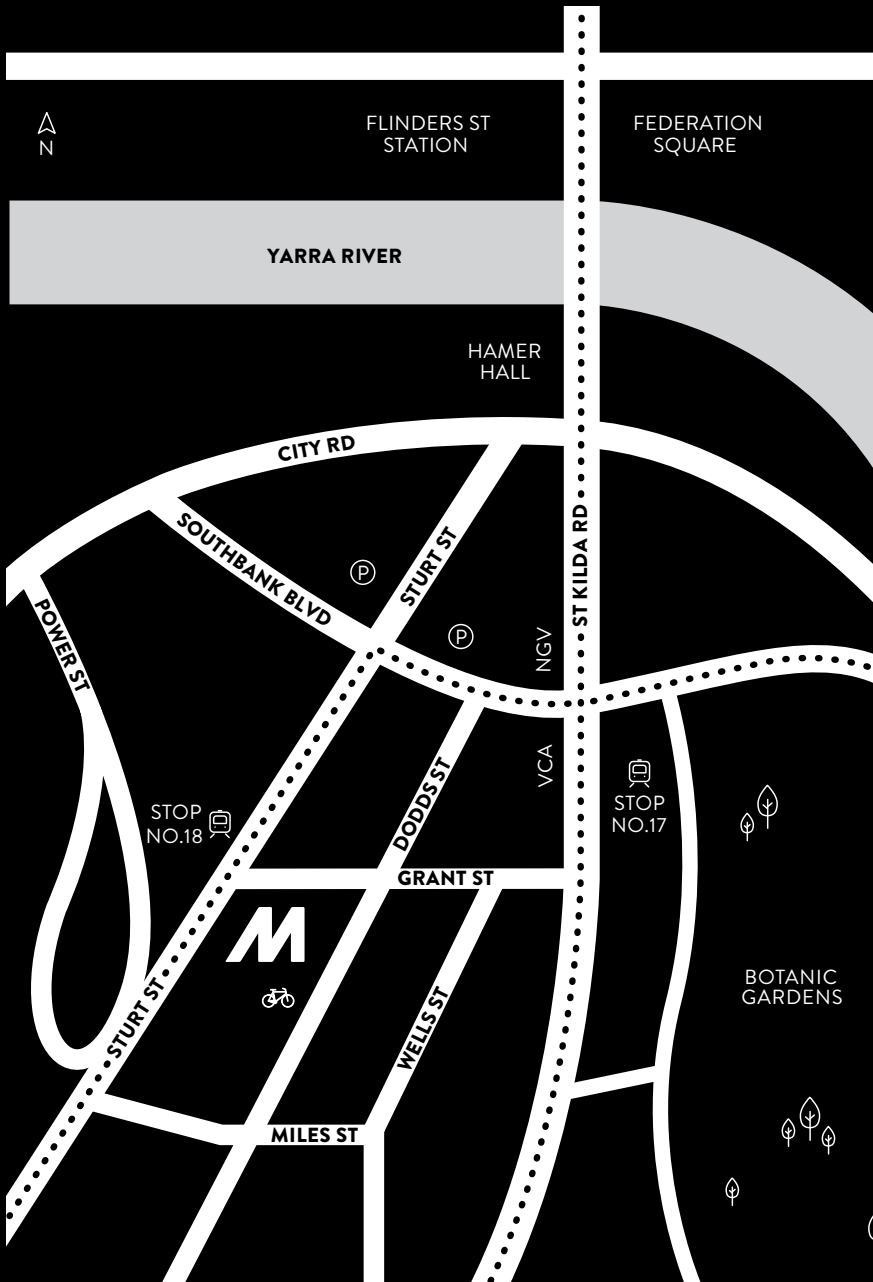 FLINDERS ST
STATION
FEDERATION
SQUARE
N
YARRA RIVER
HAMER
HALL
CITY RD
SOUTHBANK BLVD
STURT ST
ST KILDA RD
P
P
POWER ST
NGV
VCA
DODDS ST
STOP
NO.17
STOP
NO.18
GRANT ST
M
BOTANIC
GARDENS
STURT ST
WELLS ST
MILES ST